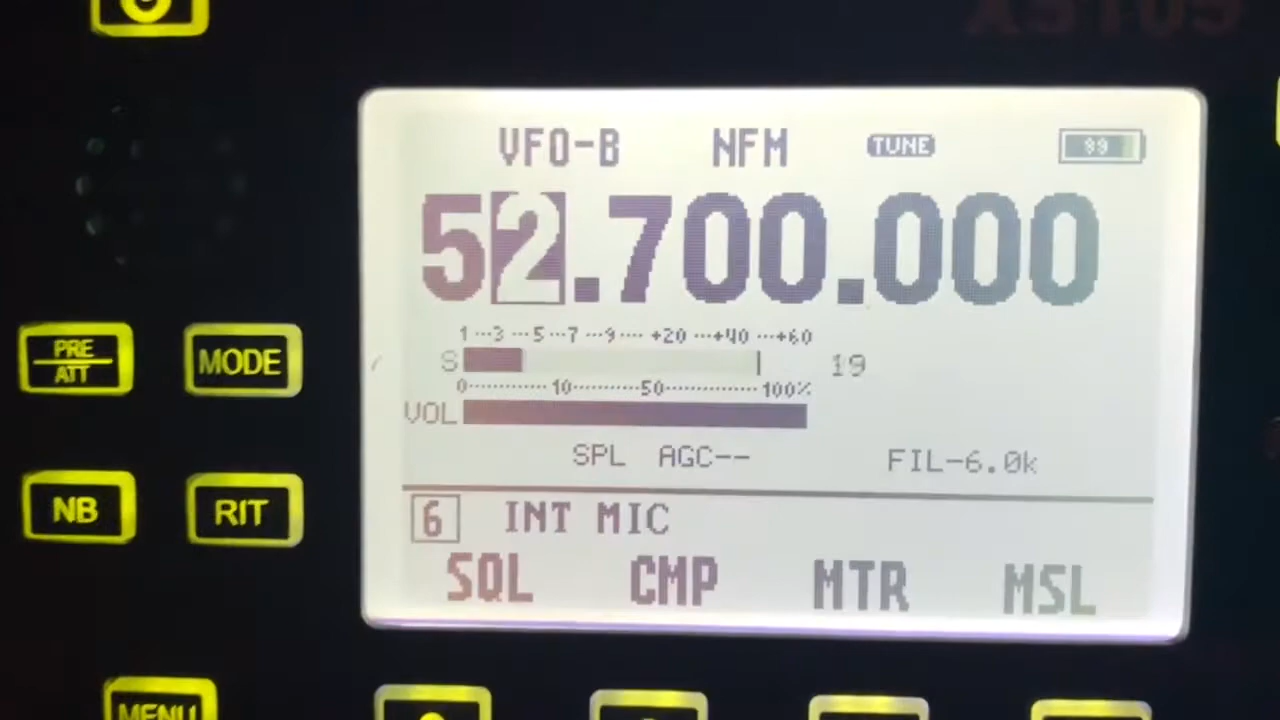 X5105
VFO-B NFM TUNE 99
52.700.000
1···3 ···5···7 ···9···· +20 ···+40 ···+60
S 19
0··········10··········50·············100%
VOL
SPL AGC-- FIL-6.0k
6 INT MIC
SQL CMP MTR MSL
PRE
ATT
MODE
NB
RIT
MENU